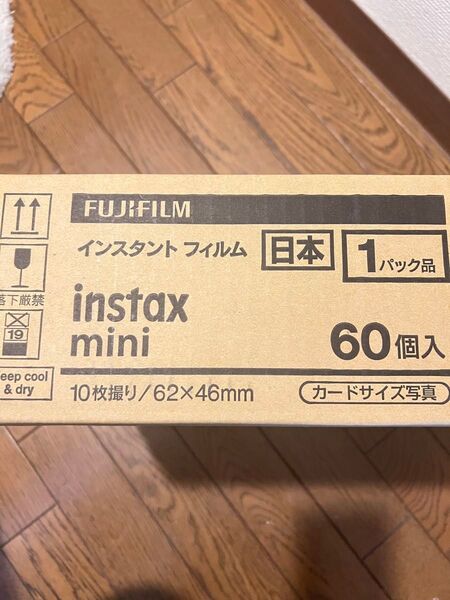 FUJIFILM
インスタント フィルム
日本
1パック品
落下厳禁
instax
mini
60個入
19
eep cool
& dry
10枚撮り/62×46mm
カードサイズ写真